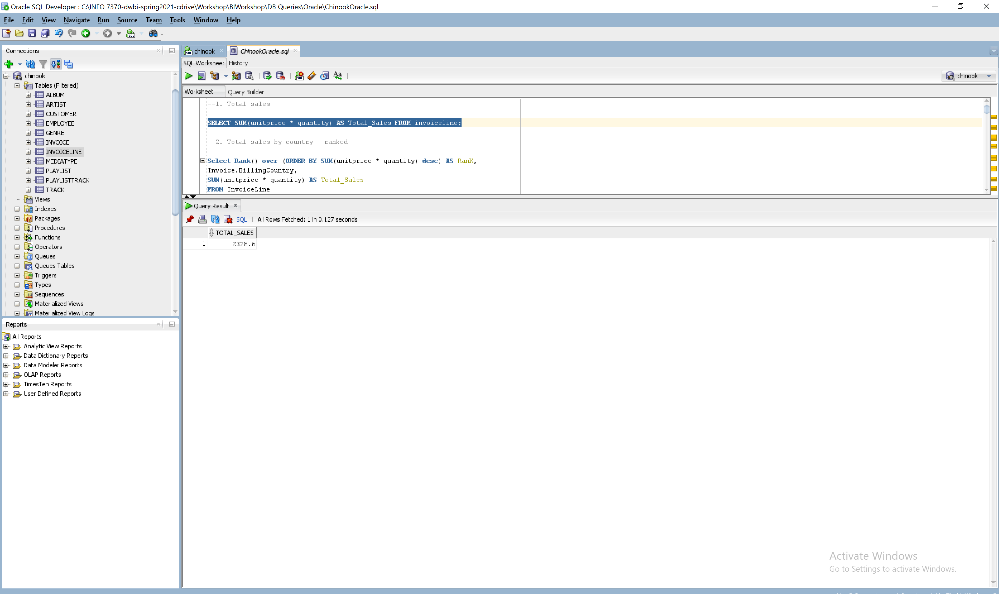 Oracle SQL Developer : C:\INFO 7370-dwbi-spring2021-cdrive\Workshop\BIWorkshop\DB Queries\Oracle\ChinookOracle.sql
File Edit View Navigate Run Source Team Tools Window Help
Connections
chinook
Tables (Filtered)
ALBUM
ARTIST
CUSTOMER
EMPLOYEE
GENRE
INVOICE
INVOICELINE
MEDIATYPE
PLAYLIST
PLAYLISTTRACK
TRACK
Views
Indexes
Packages
Procedures
Functions
Operators
Queues
Queues Tables
Triggers
Types
Sequences
Materialized Views
Materialized View Logs
Reports
All Reports
Analytic View Reports
Data Dictionary Reports
Data Modeler Reports
OLAP Reports
TimesTen Reports
User Defined Reports
chinook ChinookOracle.sql
SQL Worksheet History
chinook
Worksheet Query Builder
--1. Total sales
SELECT SUM(unitprice * quantity) AS Total_Sales FROM invoiceline;
--2. Total sales by country - ranked
Select Rank() over (ORDER BY SUM(unitprice * quantity) desc) AS RanK,
Invoice.BillingCountry,
SUM(unitprice * quantity) AS Total_Sales
FROM InvoiceLine
Query Result
SQL | All Rows Fetched: 1 in 0.127 seconds
TOTAL_SALES
1 2328.6
Activate Windows
Go to Settings to activate Windows.